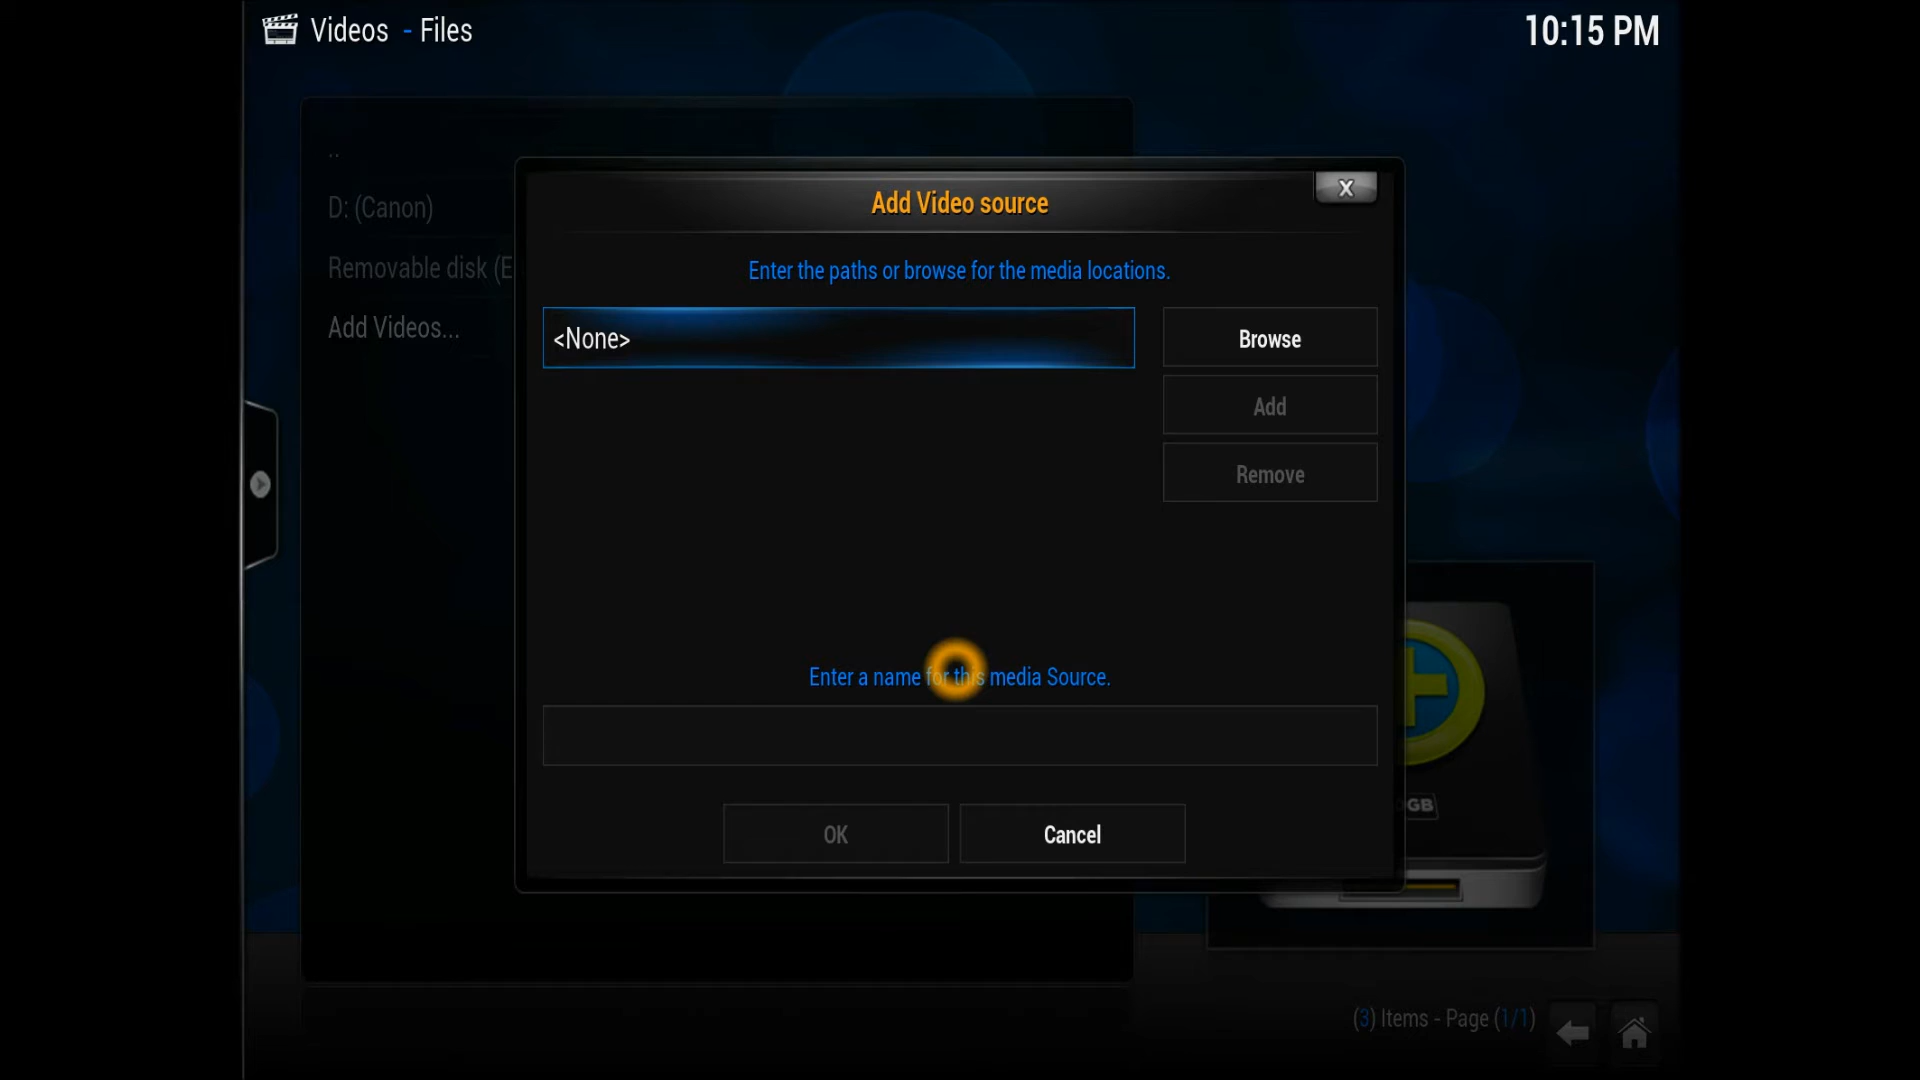 Videos - Files
10:15 PM
..
D: (Canon)
Removable disk (E
Add Videos...
Add Video source
X
Enter the paths or browse for the media locations.
<None>
Browse
Add
Remove
Enter a name for this media Source.
OK
Cancel
GB
(3) Items - Page (1/1)